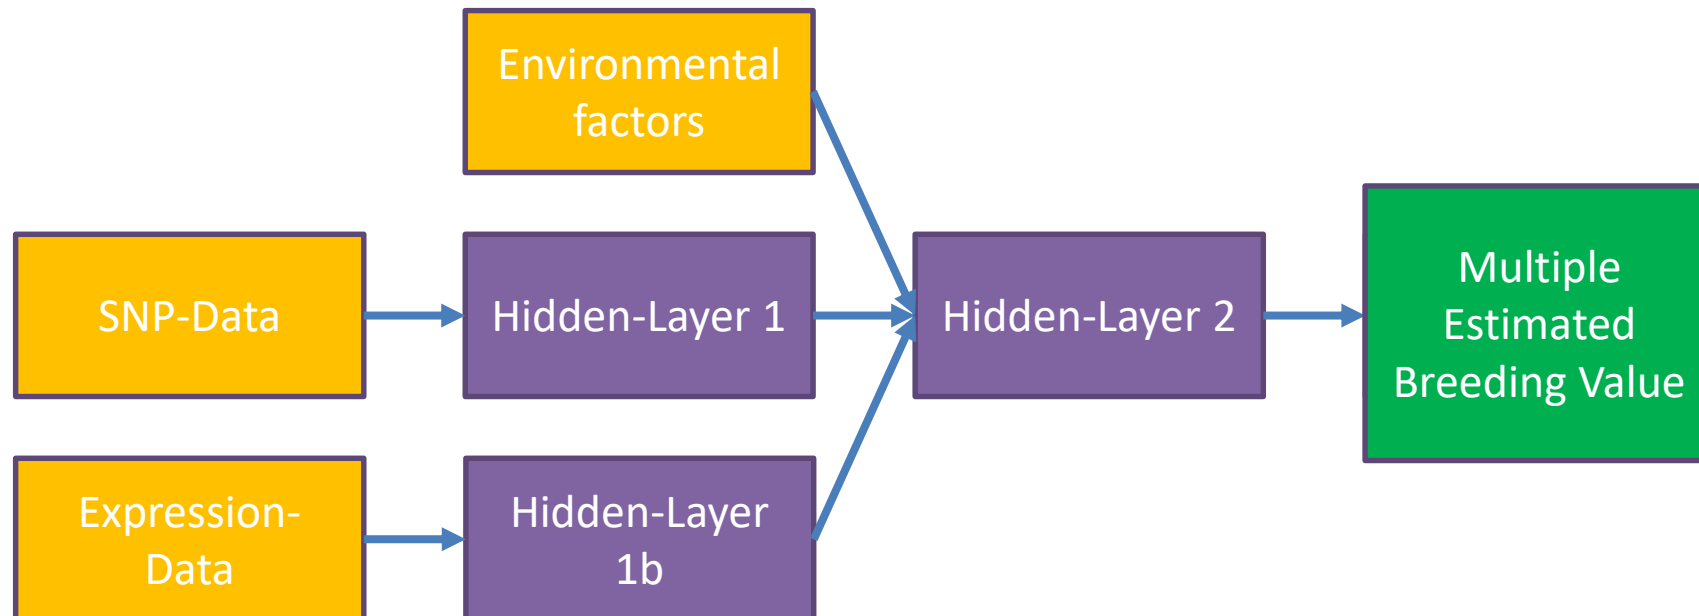 Environmental
factors
SNP-Data
Hidden-Layer 1
Hidden-Layer 2
Multiple
Estimated
Breeding Value
Expression-
Data
Hidden-Layer
1b